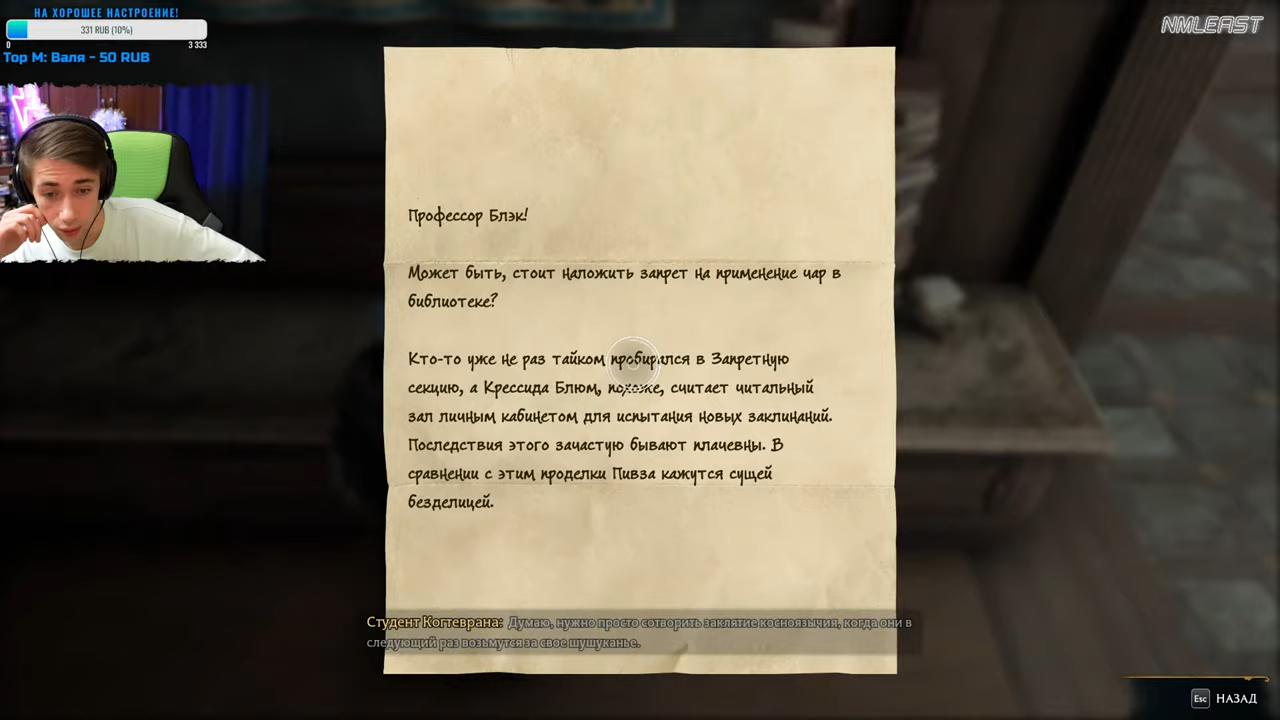 НА ХОРОШЕЕ НАСТРОЕНИЕ!
331 RUB (10%)
0 3 333
Top М: Валя - 50 RUB
NMLEAST
Профессор Блэк!
Может быть, стоит наложить запрет на применение чар в
библиотеке?
Кто-то уже не раз тайком пробирался в Запретную
секцию, а Крессида Блюм, похоже, считает читальный
зал личным кабинетом для испытания новых заклинаний.
Последствия этого зачастую бывают плачевны. В
сравнении с этим проделки Пивза кажутся сущей
безделицей.
Студент Когтеврана: Думаю, нужно просто сотворить заклятие косноязычия, когда они в
следующий раз возьмутся за свое шушуканье.
Esc НАЗАД